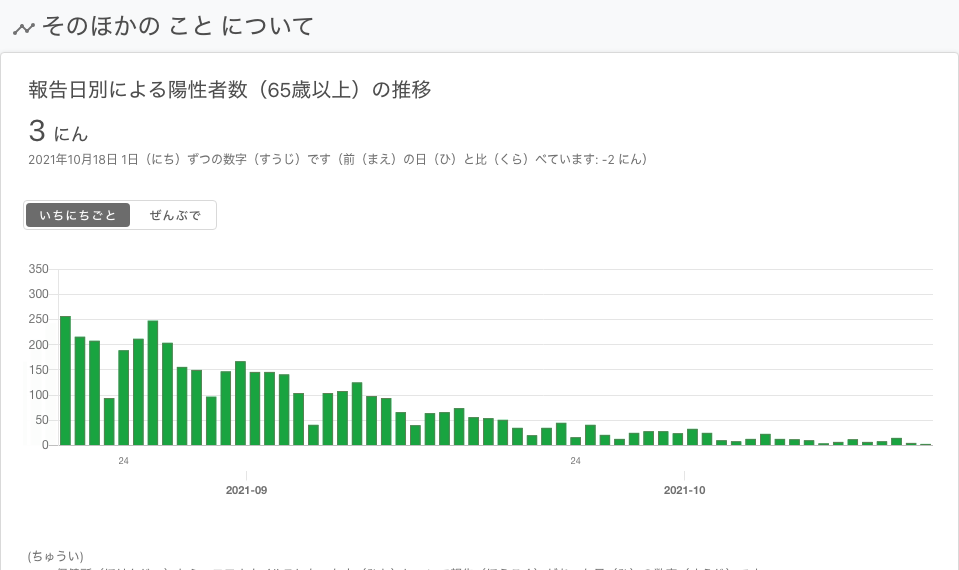 そのほかの こと について
報告日別による陽性者数（65歳以上）の推移
3 にん
2021年10月18日 1日（にち）ずつの数字（すうじ）です（前（まえ）の日（ひ）と比（くら）べています: -2 にん）
いちにちごと ぜんぶで
350
300
250
200
150
100
50
0
24 24
2021-09 2021-10
(ちゅうい)